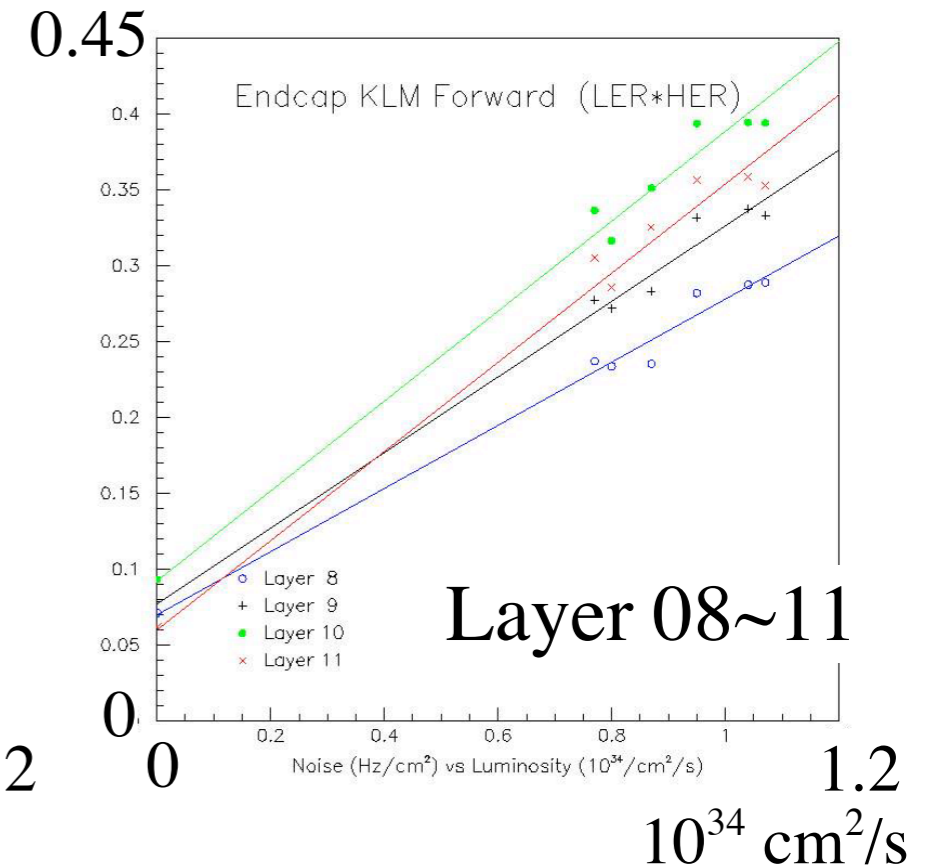 0.45
Endcap KLM Forward (LER*HER)
0.4
0.35
0.3
0.25
0.2
0.15
0.1
0.05
0
Layer 8
Layer 9
Layer 10
Layer 11
Layer 08~11
0.2 0.4 0.6 0.8 1
2 0 1.2
Noise (Hz/cm²) vs Luminosity (10³⁴/cm²/s)
10³⁴ cm²/s